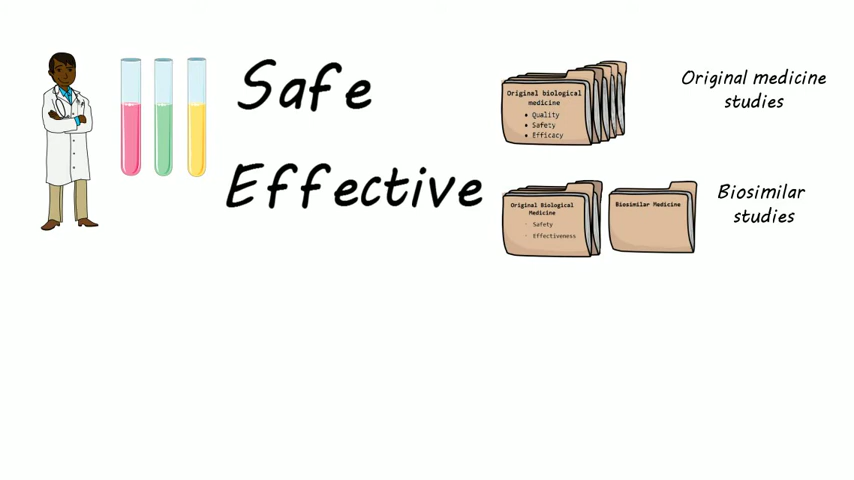 Safe
Effective
Original biological
medicine
• Quality
• Safety
• Efficacy
Original medicine
studies
Original Biological
Medicine
· Safety
· Effectiveness
Biosimilar Medicine
Biosimilar
studies